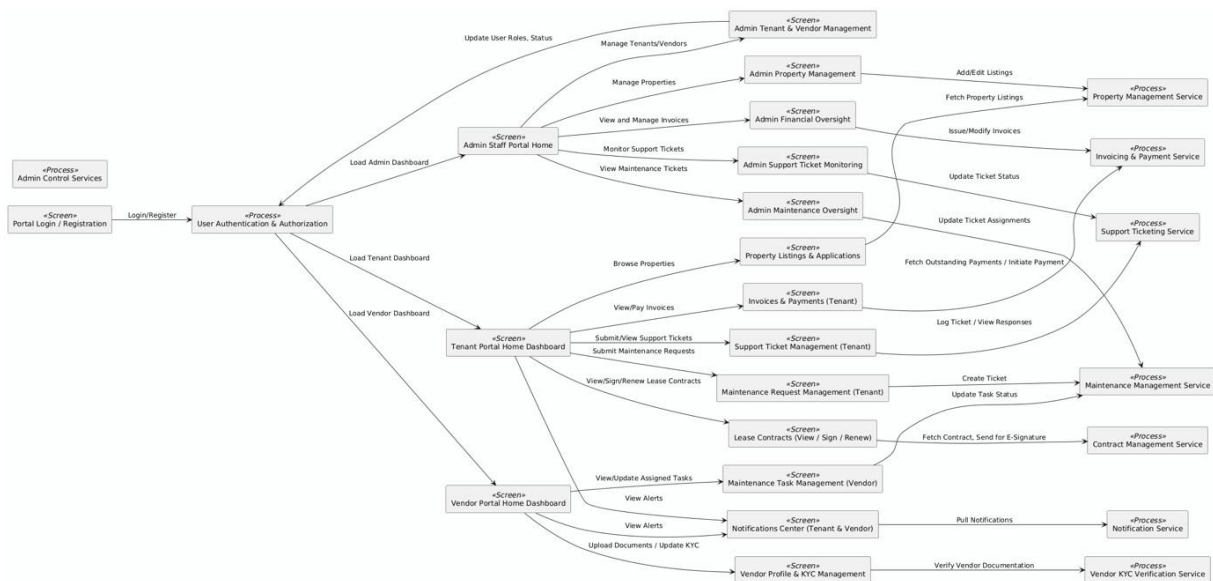 «Process»
Admin Control Services
«Screen»
Portal Login / Registration
Login/Register
«Process»
User Authentication & Authorization
Update User Roles, Status
Load Admin Dashboard
Load Tenant Dashboard
Load Vendor Dashboard
«Screen»
Admin Staff Portal Home
Manage Tenants/Vendors
Manage Properties
View and Manage Invoices
Monitor Support Tickets
View Maintenance Tickets
«Screen»
Tenant Portal Home Dashboard
Browse Properties
View/Pay Invoices
Submit/View Support Tickets
Submit Maintenance Requests
View/Sign/Renew Lease Contracts
View Alerts
«Screen»
Vendor Portal Home Dashboard
View/Update Assigned Tasks
View Alerts
Upload Documents / Update KYC
«Screen»
Admin Tenant & Vendor Management
«Screen»
Admin Property Management
«Screen»
Admin Financial Oversight
«Screen»
Admin Support Ticket Monitoring
«Screen»
Admin Maintenance Oversight
«Screen»
Property Listings & Applications
«Screen»
Invoices & Payments (Tenant)
«Screen»
Support Ticket Management (Tenant)
«Screen»
Maintenance Request Management (Tenant)
«Screen»
Lease Contracts (View / Sign / Renew)
«Screen»
Maintenance Task Management (Vendor)
«Screen»
Notifications Center (Tenant & Vendor)
«Screen»
Vendor Profile & KYC Management
Add/Edit Listings
Fetch Property Listings
Issue/Modify Invoices
Update Ticket Status
Update Ticket Assignments
Fetch Outstanding Payments / Initiate Payment
Log Ticket / View Responses
Create Ticket
Update Task Status
Fetch Contract, Send for E-Signature
Pull Notifications
Verify Vendor Documentation
«Process»
Property Management Service
«Process»
Invoicing & Payment Service
«Process»
Support Ticketing Service
«Process»
Maintenance Management Service
«Process»
Contract Management Service
«Process»
Notification Service
«Process»
Vendor KYC Verification Service